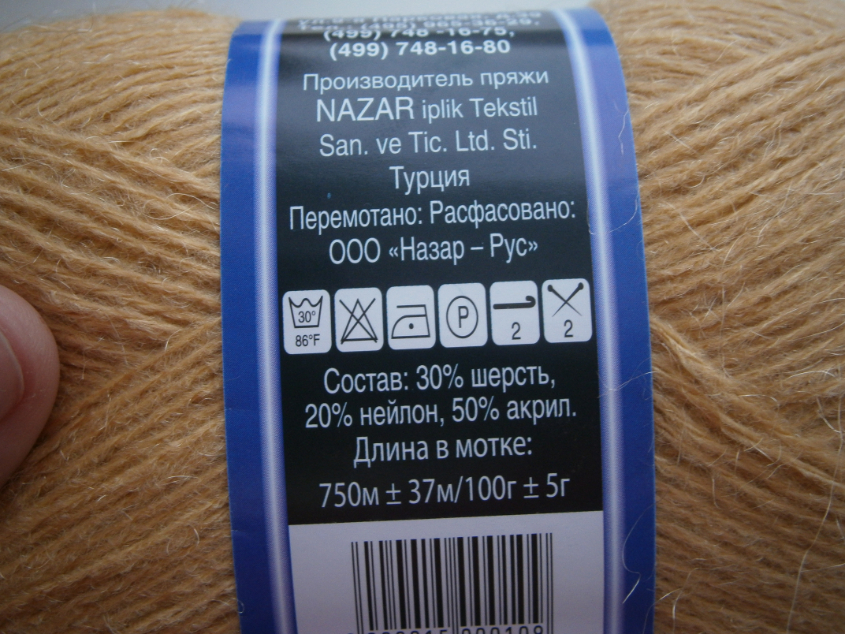 (499) 748 -16-75,
(499) 748-16-80
Производитель пряжи
NAZAR iplik Tekstil
San. ve Tic. Ltd. Sti.
Турция
Перемотано: Расфасовано:
ООО «Назар – Рус»
30°
86°F
P
2
2
Состав: 30% шерсть,
20% нейлон, 50% акрил.
Длина в мотке:
750м ± 37м/100г ± 5г